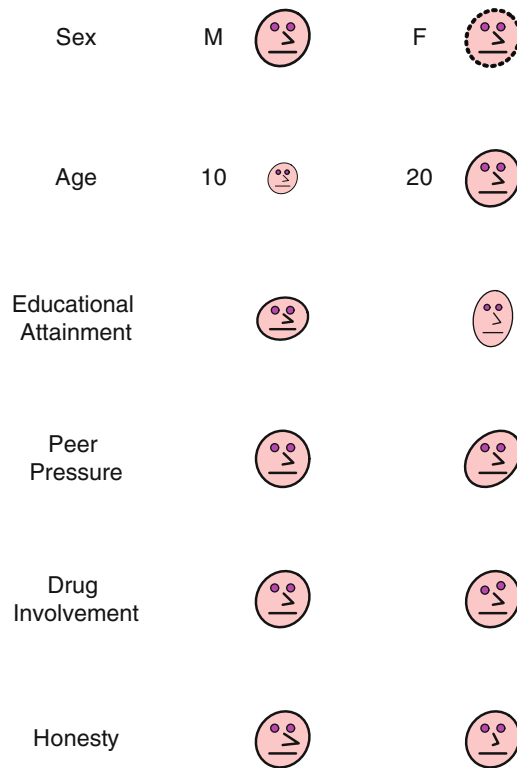 Sex M F
Age 10 20
Educational
Attainment
Peer
Pressure
Drug
Involvement
Honesty